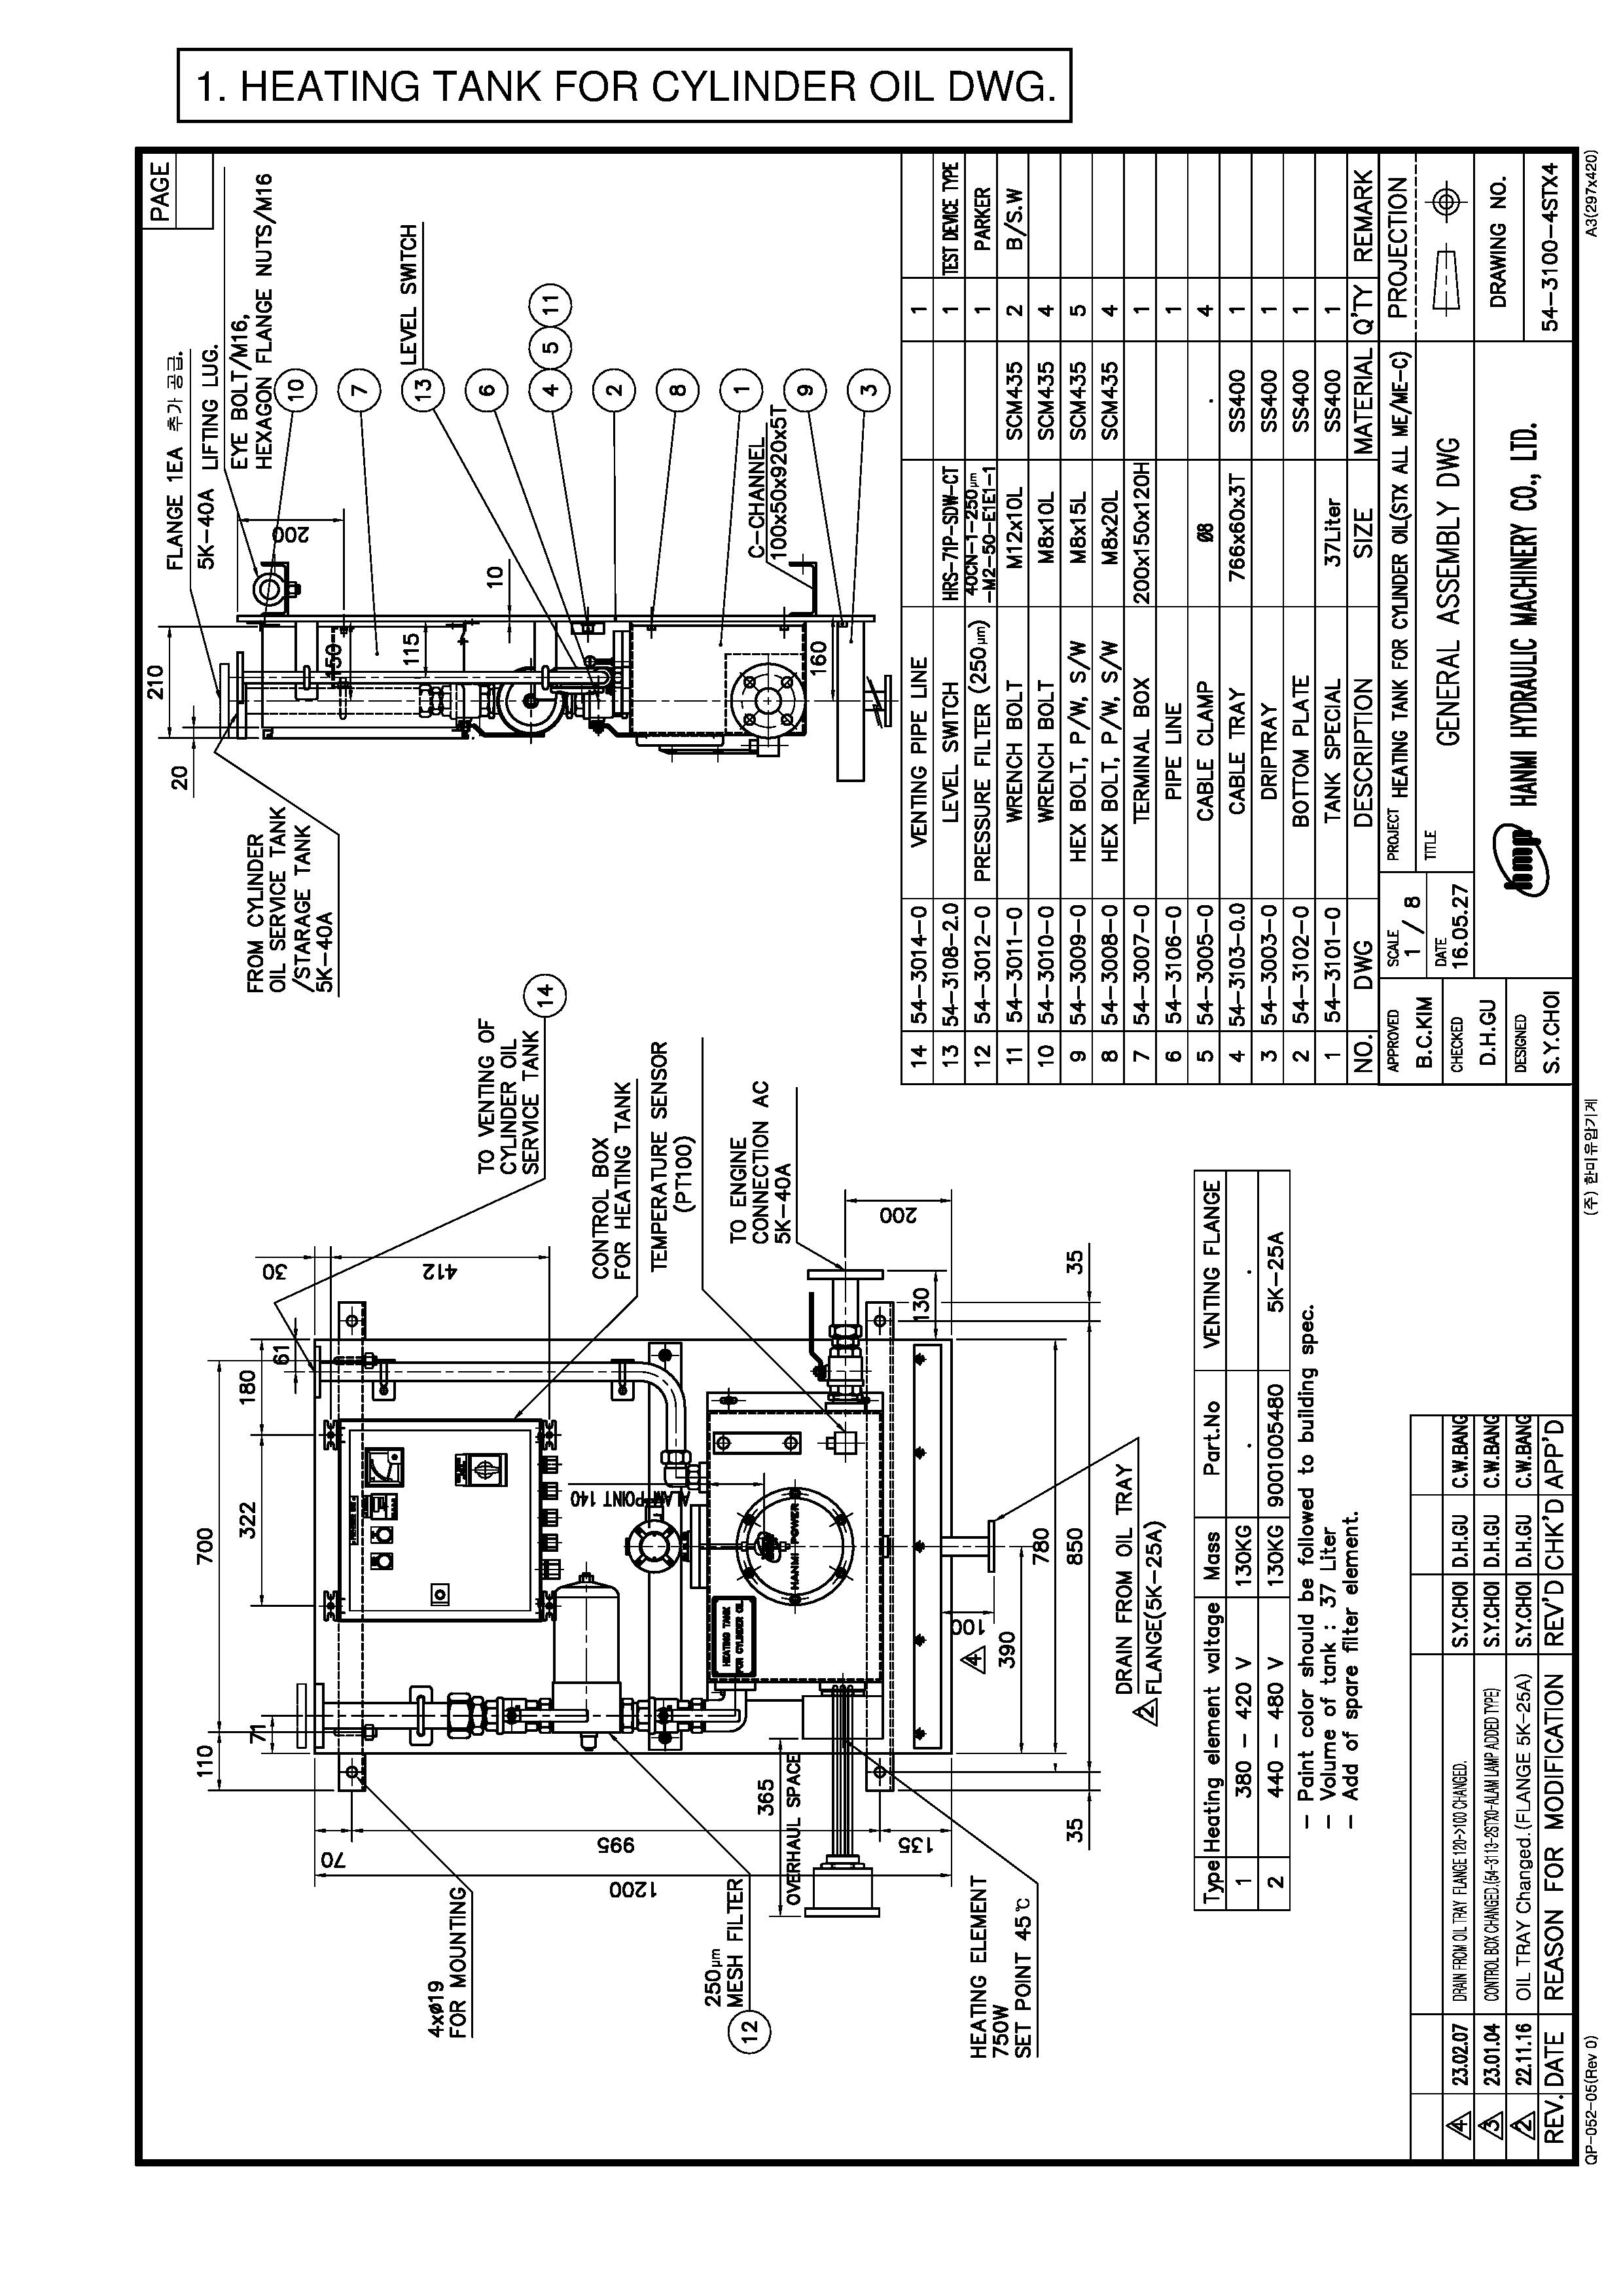 1. HEATING TANK FOR CYLINDER OIL DWG.
PAGE
4xø19
FOR MOUNTING
250µm
MESH FILTER
12
HEATING ELEMENT
750W
SET POINT 45℃
365
OVERHAUL SPACE
110
71
700
322
180
61
30
412
70
995
135
1200
35
850
780
35
390
100
4
130
200
ALAM POINT 140
HANMI POWER
HEATING TANK
FOR CYLINDER OIL
TO VENTING OF
CYLINDER OIL
SERVICE TANK
14
CONTROL BOX
FOR HEATING TANK
TEMPERATURE SENSOR
(PT100)
TO ENGINE
CONNECTION AC
5K-40A
DRAIN FROM OIL TRAY
2 FLANGE(5K-25A)
FROM CYLINDER
OIL SERVICE TANK
/STARAGE TANK
5K-40A
20
210
FLANGE 1EA 추가 공급.
5K-40A
LIFTING LUG.
EYE BOLT/M16,
HEXAGON FLANGE NUTS/M16
200
150
115
10
160
C-CHANNEL
100x50x920x5T
10
7
13 LEVEL SWITCH
6
4 5 11
2
8
1
9
3
Type Heating element valtage Mass Part.No VENTING FLANGE
1 380 - 420 V 130KG . .
2 440 - 480 V 130KG 9001005480 5K-25A
- Paint color should be followed to building spec.
- Volume of tank : 37 Liter
- Add of spare filter element.
14 54-3014-0 VENTING PIPE LINE 1
13 54-3108-2.0 LEVEL SWITCH HRS-71P-SDW-CT 1 TEST DEVICE TYPE
12 54-3012-0 PRESSURE FILTER (250µm) 40CN-1-250µm -M2-50-E1E1-1 1 PARKER
11 54-3011-0 WRENCH BOLT M12x10L SCM435 2 B/S.W
10 54-3010-0 WRENCH BOLT M8x10L SCM435 4
9 54-3009-0 HEX BOLT, P/W, S/W M8x15L SCM435 5
8 54-3008-0 HEX BOLT, P/W, S/W M8x20L SCM435 4
7 54-3007-0 TERMINAL BOX 200x150x120H 1
6 54-3106-0 PIPE LINE 1
5 54-3005-0 CABLE CLAMP Ø8 . 4
4 54-3103-0.0 CABLE TRAY 766x60x3T SS400 1
3 54-3003-0 DRIPTRAY SS400 1
2 54-3102-0 BOTTOM PLATE SS400 1
1 54-3101-0 TANK SPECIAL 37Liter SS400 1
NO. DWG DESCRIPTION SIZE MATERIAL Q'TY REMARK
APPROVED
B.C.KIM
CHECKED
D.H.GU
DESIGNED
S.Y.CHOI
SCALE
1 / 8
DATE
16.05.27
PROJECT HEATING TANK FOR CYLINDER OIL(STX ALL ME/ME-C)
TITLE
GENERAL ASSEMBLY DWG
hmp HANMI HYDRAULIC MACHINERY CO., LTD.
PROJECTION
DRAWING NO.
54-3100-4STX4
4 23.02.07 DRAIN FROM OIL TRAY FLANGE 120->100 CHANGED. S.Y.CHOI D.H.GU C.W.BANG
3 23.01.04 CONTROL BOX CHANGED.(54-3113-2STX0-ALAM LAMP ADDED TYPE) S.Y.CHOI D.H.GU C.W.BANG
2 22.11.16 OIL TRAY Changed.(FLANGE 5K-25A) S.Y.CHOI D.H.GU C.W.BANG
REV. DATE REASON FOR MODIFICATION REV'D CHK'D APP'D
QP-052-05(Rev 0)
(주) 한미유압기계
A3(297x420)